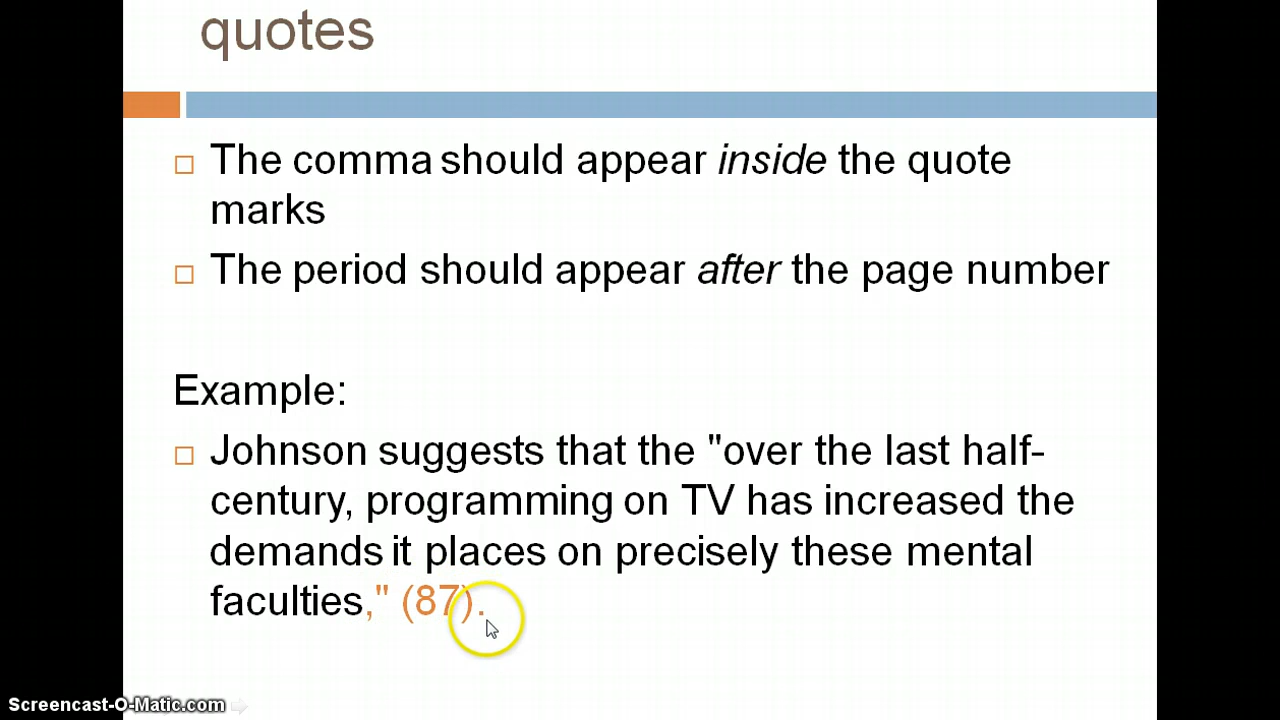 quotes
The comma should appear inside the quote
marks
The period should appear after the page number
Example:
Johnson suggests that the "over the last half-
century, programming on TV has increased the
demands it places on precisely these mental
faculties," (87).
Screencast-O-Matic.com